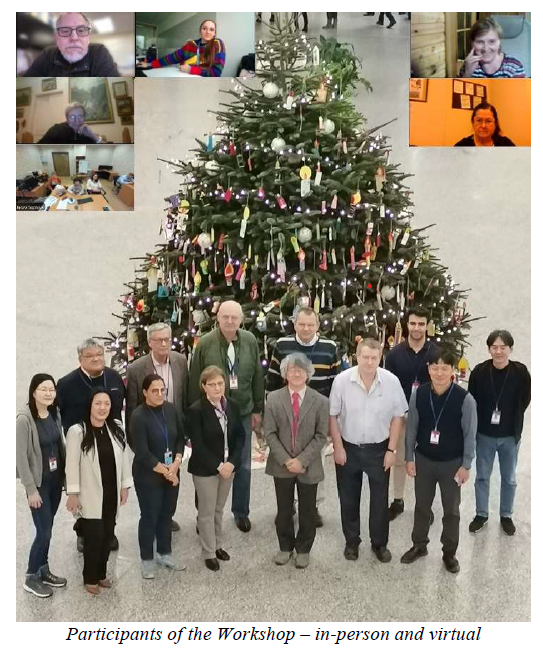 Participants of the Workshop – in-person and virtual